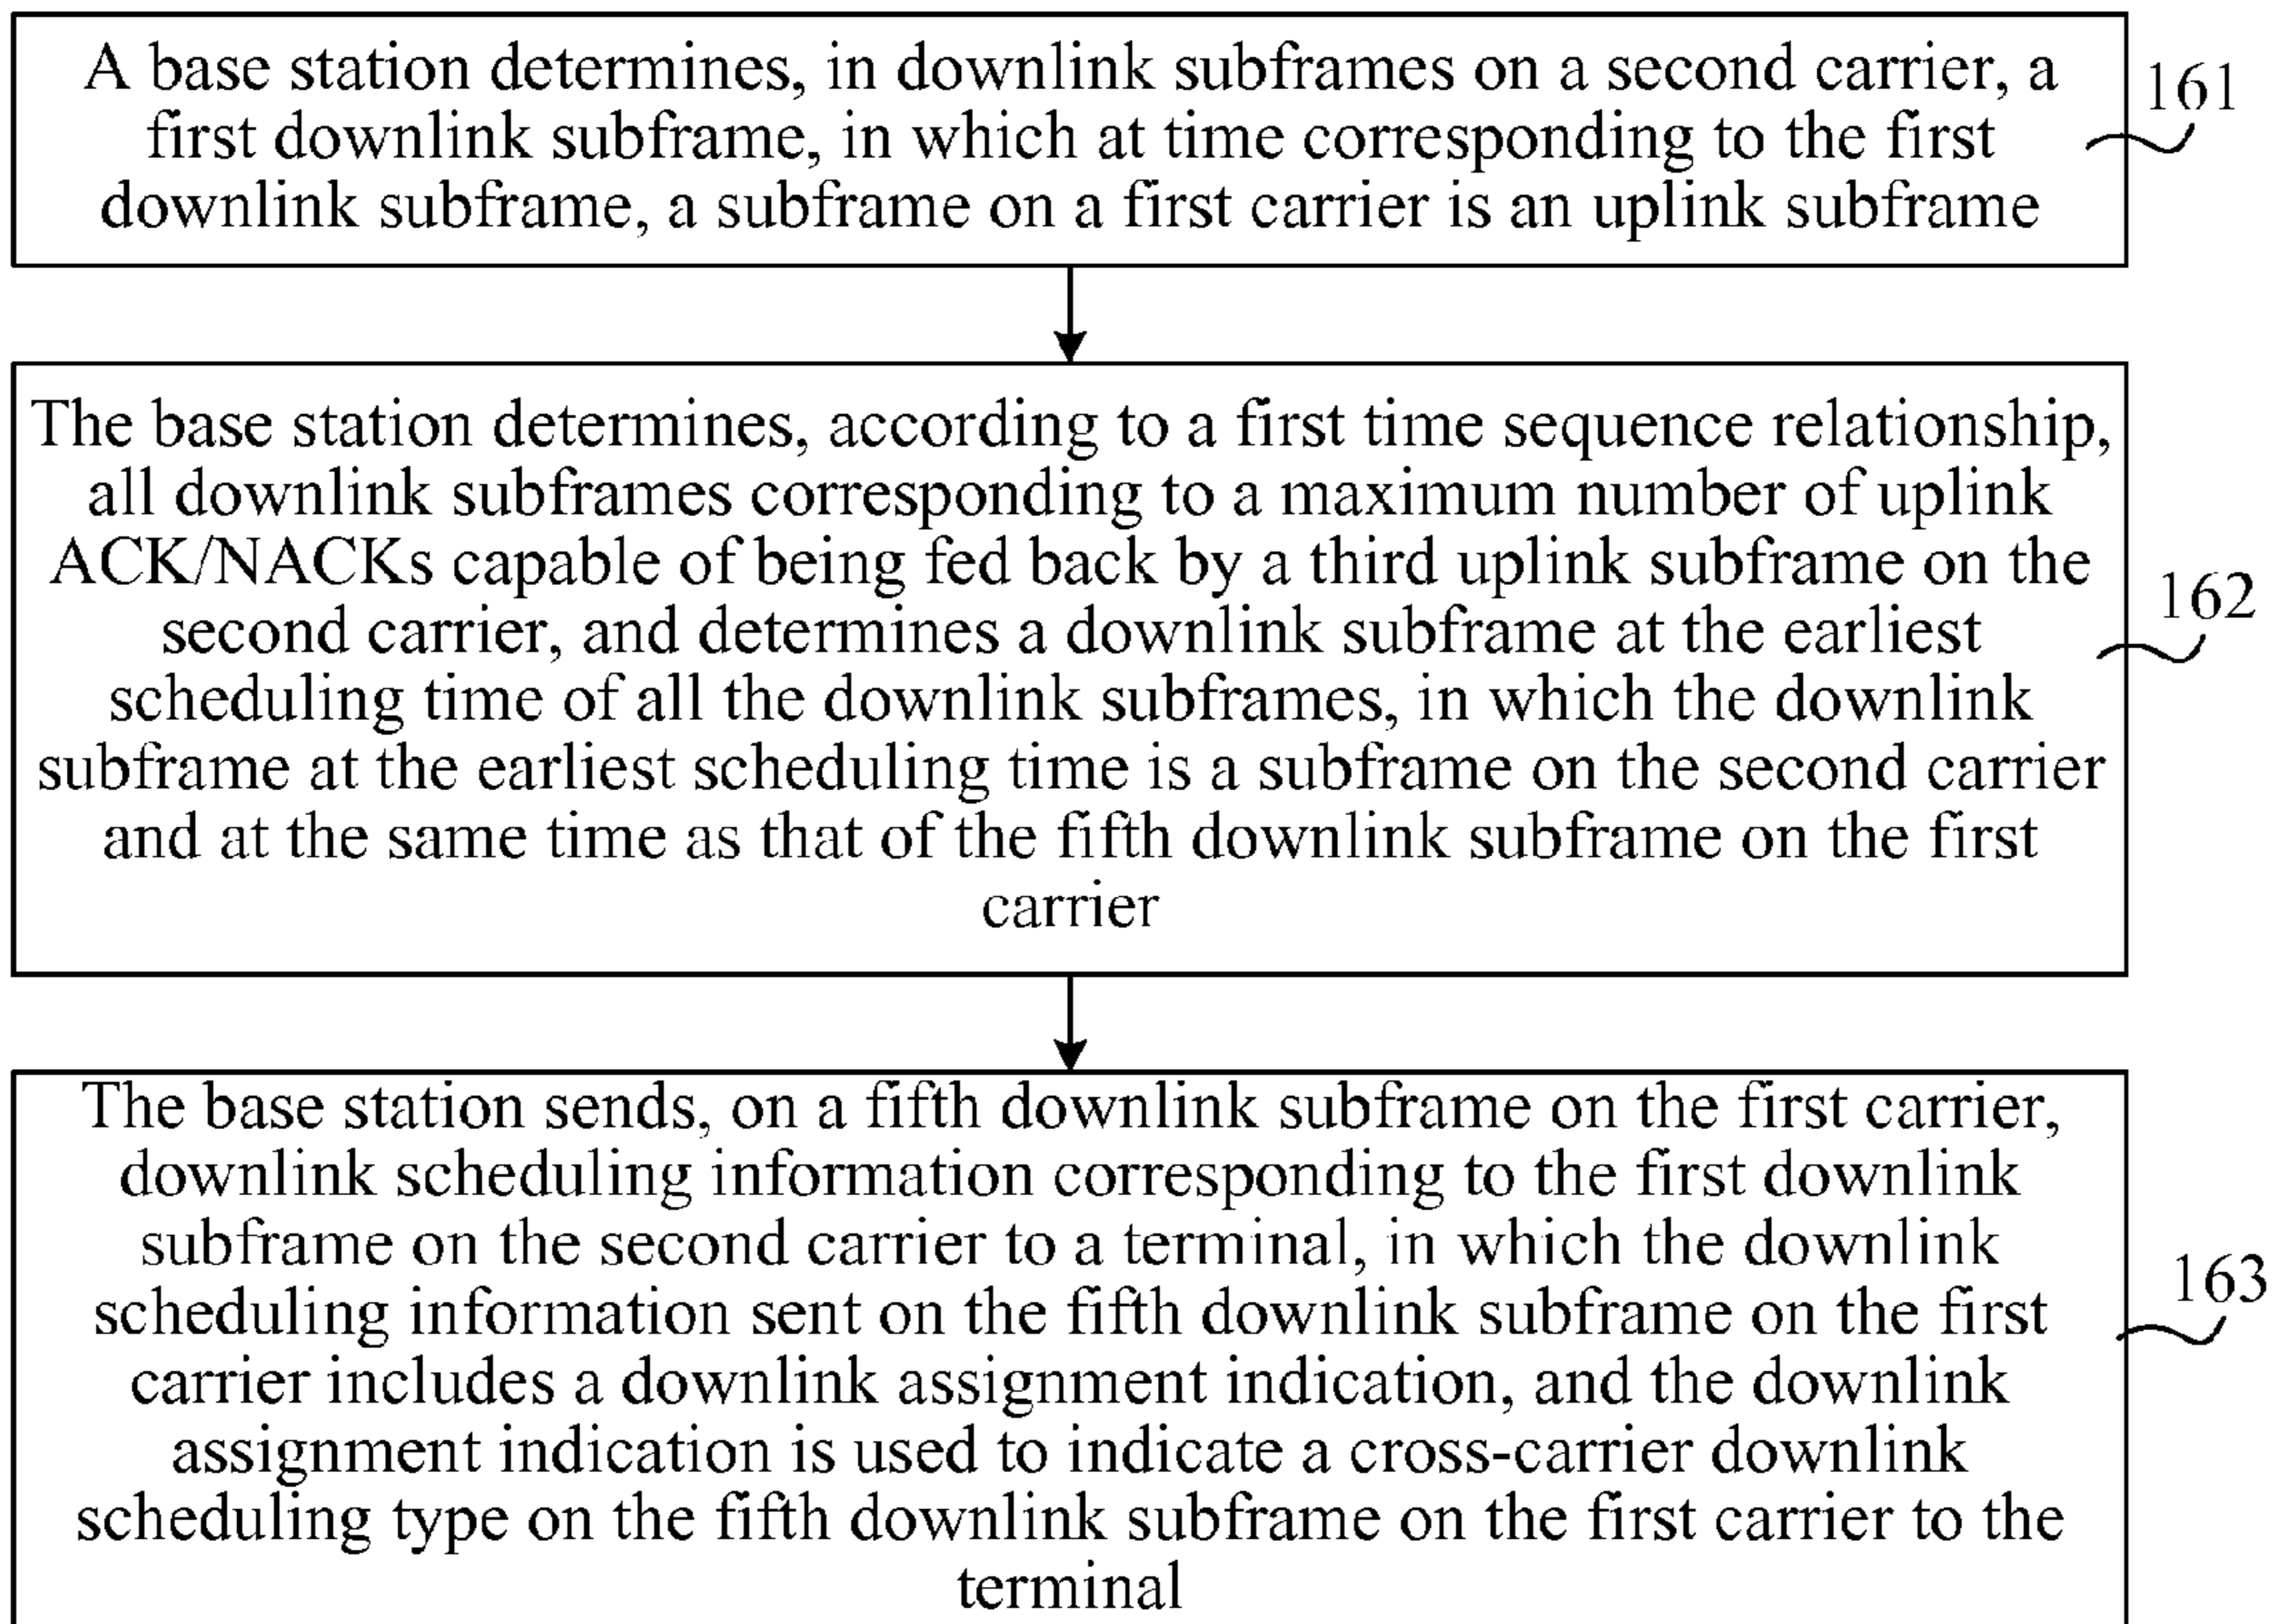 A base station determines, in downlink subframes on a second carrier, a
first downlink subframe, in which at time corresponding to the first
downlink subframe, a subframe on a first carrier is an uplink subframe
161
The base station determines, according to a first time sequence relationship,
all downlink subframes corresponding to a maximum number of uplink
ACK/NACKs capable of being fed back by a third uplink subframe on the
second carrier, and determines a downlink subframe at the earliest
scheduling time of all the downlink subframes, in which the downlink
subframe at the earliest scheduling time is a subframe on the second carrier
and at the same time as that of the fifth downlink subframe on the first
carrier
162
The base station sends, on a fifth downlink subframe on the first carrier,
downlink scheduling information corresponding to the first downlink
subframe on the second carrier to a terminal, in which the downlink
scheduling information sent on the fifth downlink subframe on the first
carrier includes a downlink assignment indication, and the downlink
assignment indication is used to indicate a cross-carrier downlink
scheduling type on the fifth downlink subframe on the first carrier to the
terminal
163